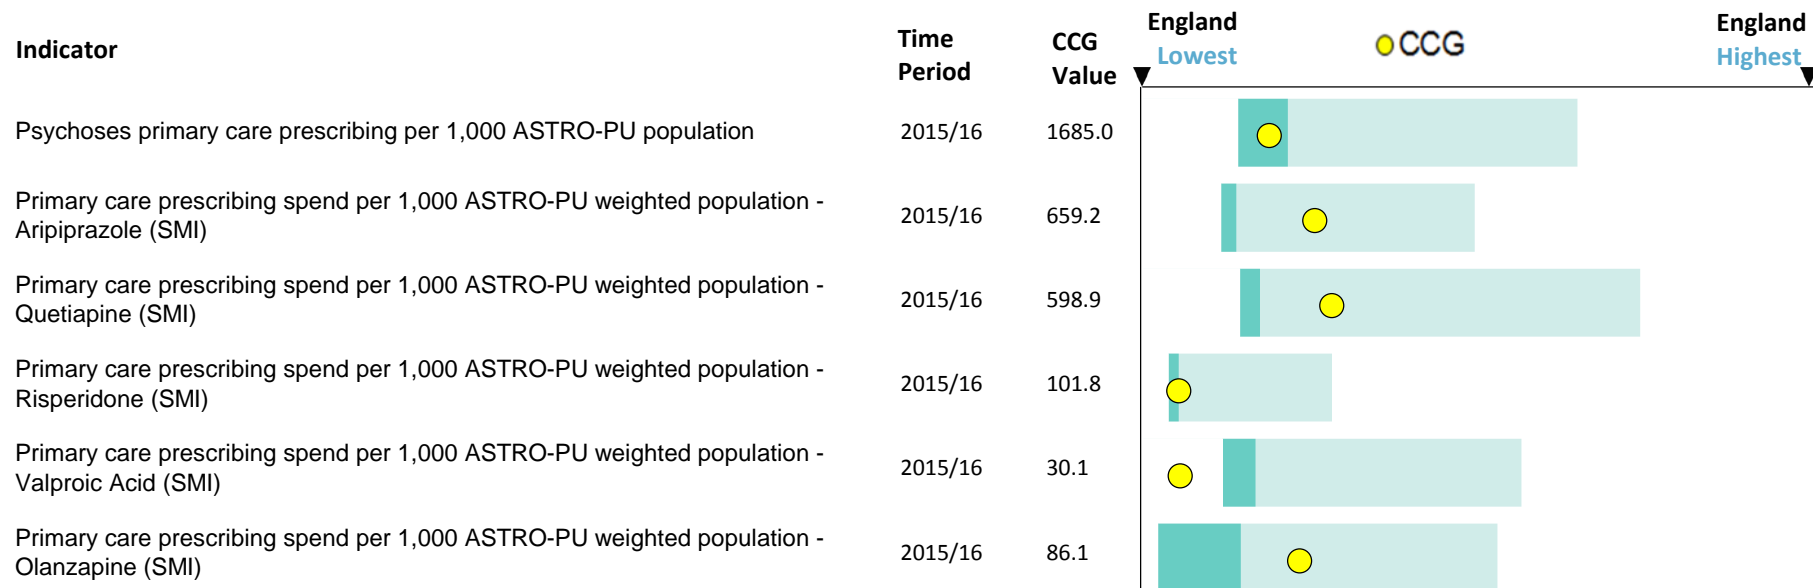 Indicator
Time
Period
CCG
Value
England
Lowest
CCG
England
Highest
Psychoses primary care prescribing per 1,000 ASTRO-PU population 2015/16 1685.0
Primary care prescribing spend per 1,000 ASTRO-PU weighted population -
Aripiprazole (SMI)
2015/16 659.2
Primary care prescribing spend per 1,000 ASTRO-PU weighted population -
Quetiapine (SMI)
2015/16 598.9
Primary care prescribing spend per 1,000 ASTRO-PU weighted population -
Risperidone (SMI)
2015/16 101.8
Primary care prescribing spend per 1,000 ASTRO-PU weighted population -
Valproic Acid (SMI)
2015/16 30.1
Primary care prescribing spend per 1,000 ASTRO-PU weighted population -
Olanzapine (SMI)
2015/16 86.1